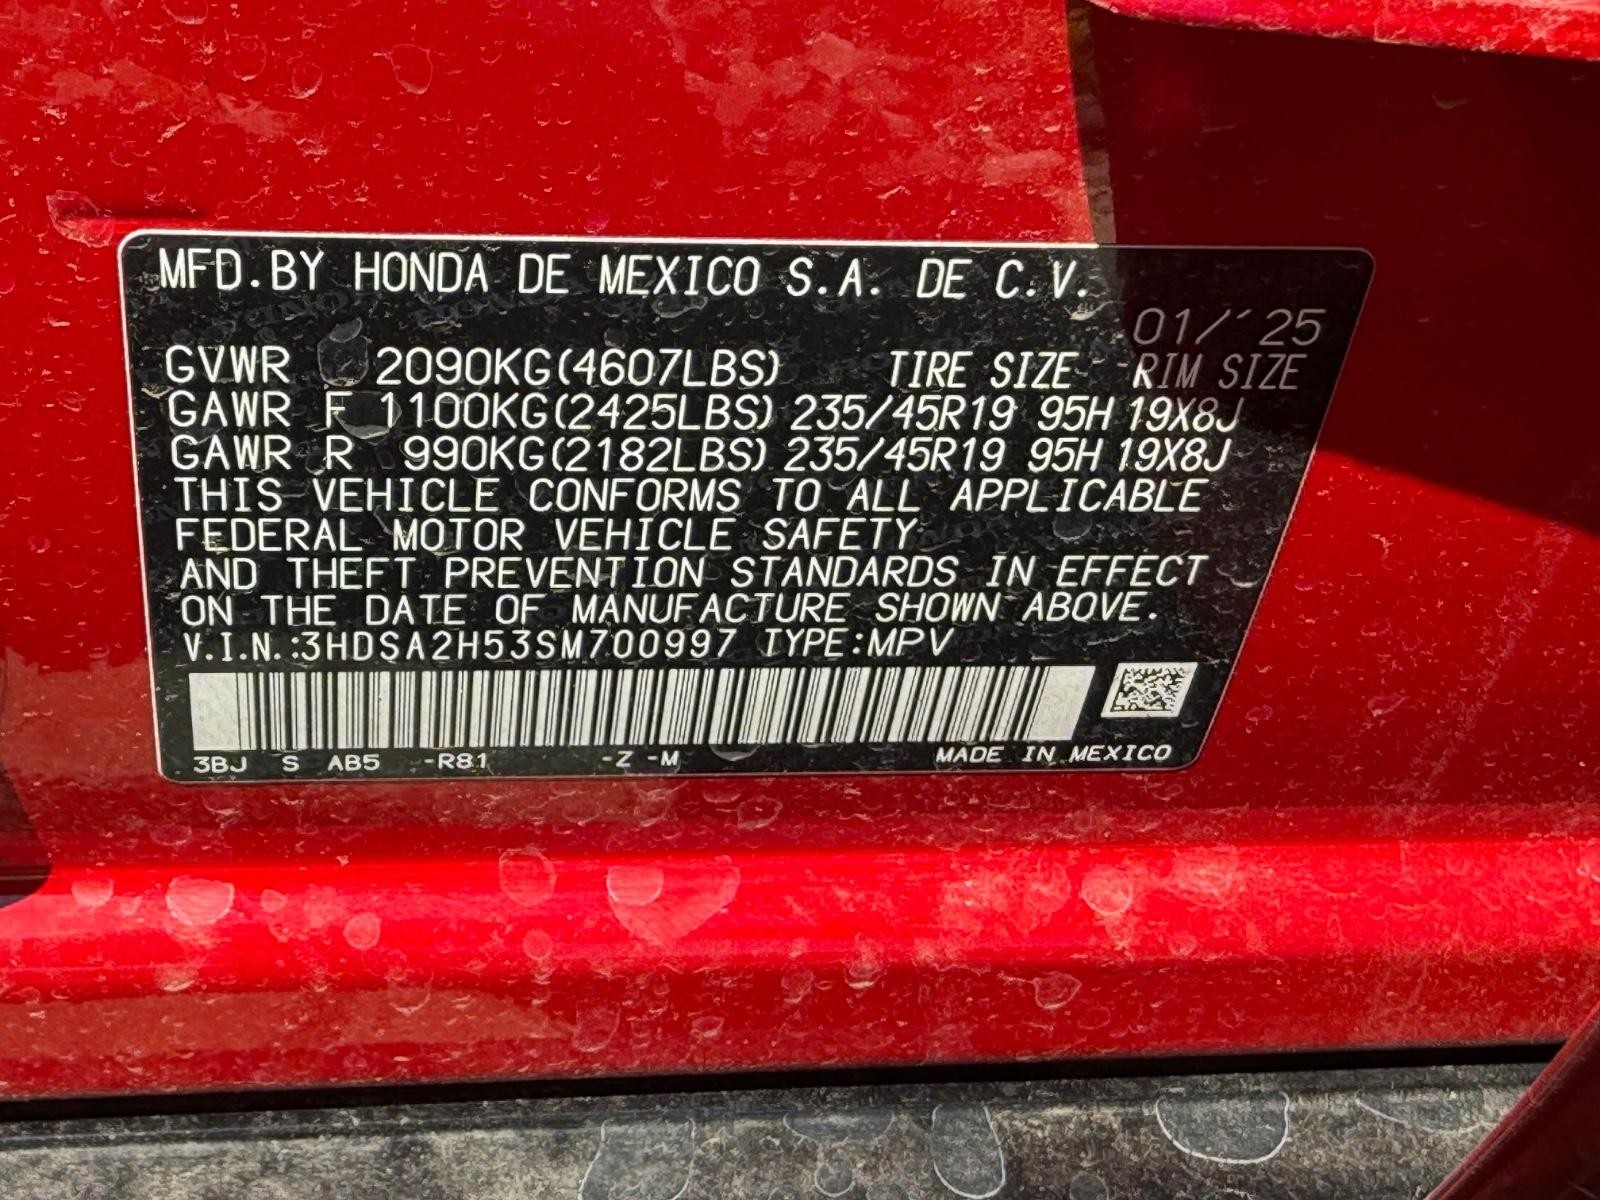 MFD.BY HONDA DE MEXICO S.A. DE C.V.
01/'25
GVWR 2090KG(4607LBS) TIRE SIZE RIM SIZE
GAWR F 1100KG(2425LBS) 235/45R19 95H 19X8J
GAWR R 990KG(2182LBS) 235/45R19 95H 19X8J
THIS VEHICLE CONFORMS TO ALL APPLICABLE
FEDERAL MOTOR VEHICLE SAFETY
AND THEFT PREVENTION STANDARDS IN EFFECT
ON THE DATE OF MANUFACTURE SHOWN ABOVE.
V.I.N.:3HDSA2H53SM700997 TYPE:MPV
3BJ S AB5 -R81 -Z -M MADE IN MEXICO